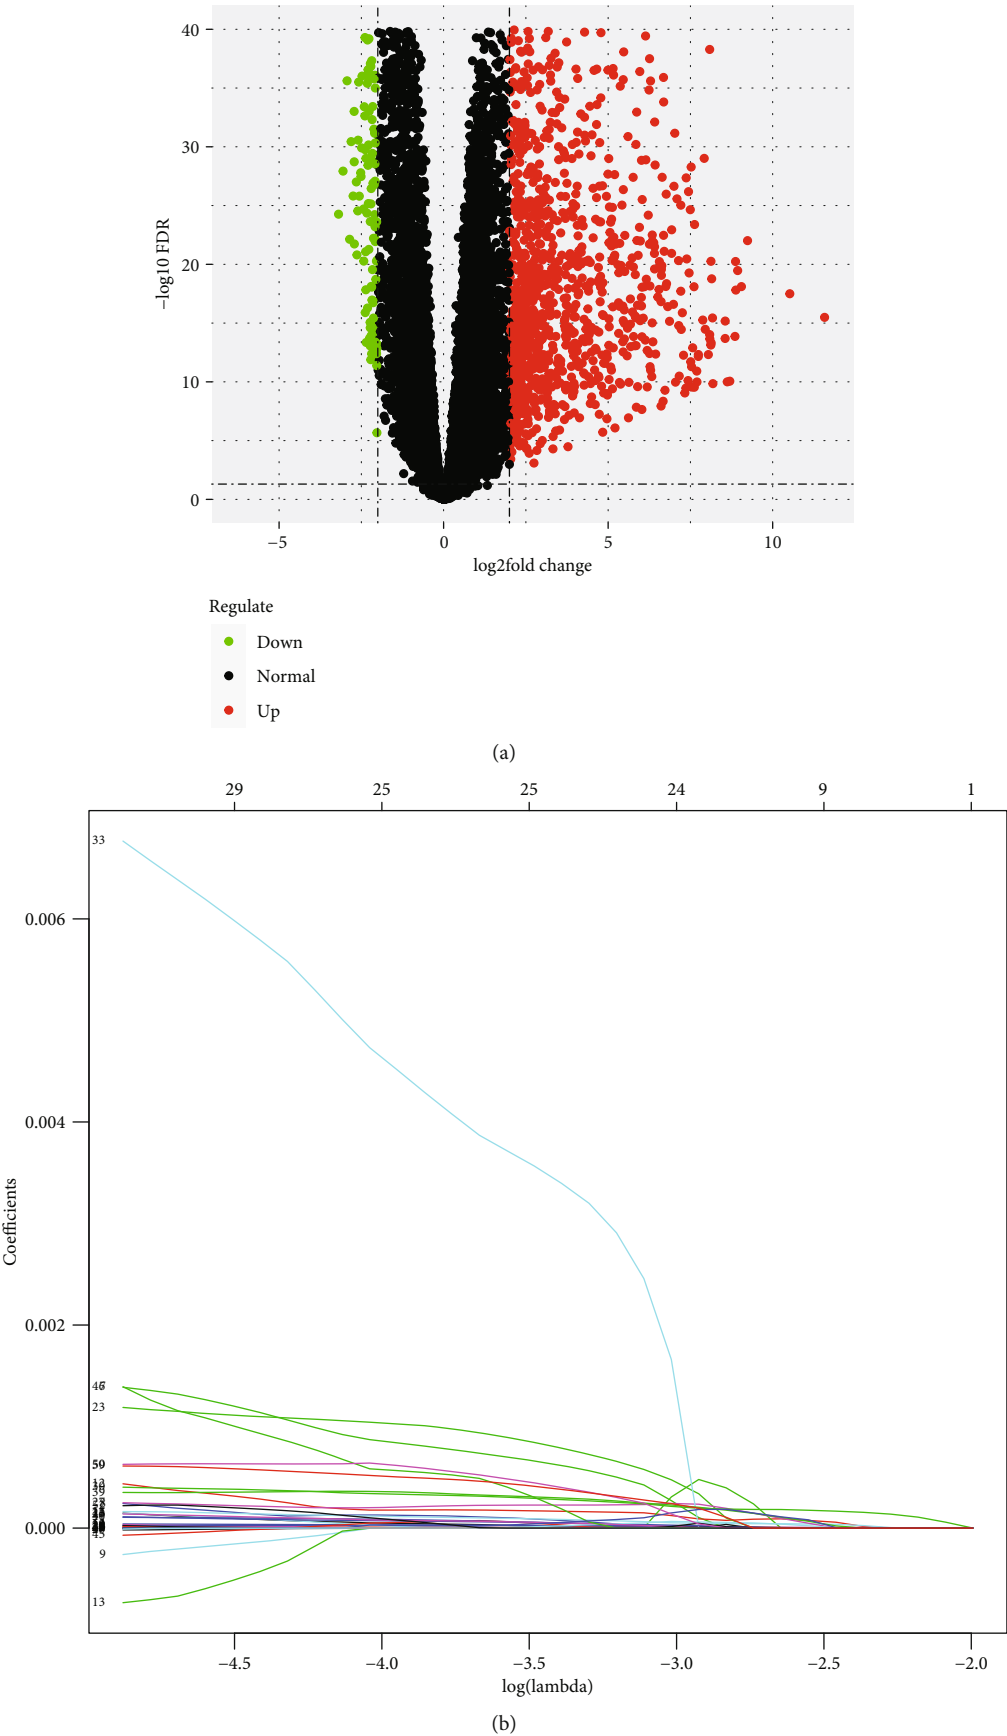 40
30
20
10
0
−log10 FDR
−5 0 5 10
log2fold change
Regulate
Down
Normal
Up
(a)
29 25 25 24 9 1
33
0.006
0.004
0.002
0.000
Coefficients
23
45
9
13
−4.5 −4.0 −3.5 −3.0 −2.5 −2.0
log(lambda)
(b)